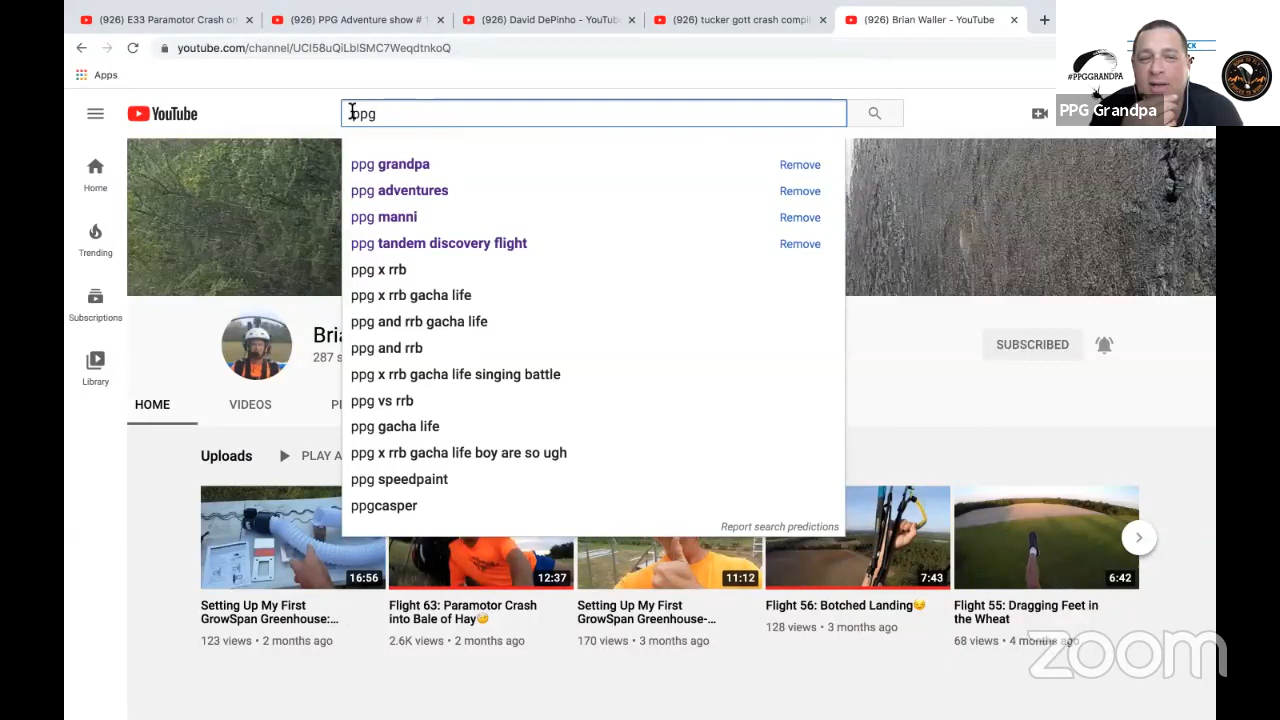 (926) E33 Paramotor Crash on
(926) PPG Adventure show # 1
(926) David DePinho - YouTube
(926) tucker gott crash compil
(926) Brian Waller - YouTube
youtube.com/channel/UCI58uQiLblSMC7WeqdtnkoQ
Apps
#PPGGRANDPA
PPG Grandpa
YouTube
ppg
ppg grandpa Remove
ppg adventures Remove
ppg manni Remove
ppg tandem discovery flight Remove
ppg x rrb
ppg x rrb gacha life
ppg and rrb gacha life
ppg and rrb
ppg x rrb gacha life singing battle
ppg vs rrb
ppg gacha life
ppg x rrb gacha life boy are so ugh
ppg speedpaint
ppgcasper
Report search predictions
Home
Trending
Subscriptions
Library
Bri
287 s
SUBSCRIBED
HOME VIDEOS
Uploads PLAY A
16:56
12:37
11:12
7:43
6:42
Setting Up My First
GrowSpan Greenhouse:...
123 views • 2 months ago
Flight 63: Paramotor Crash
into Bale of Hay
2.6K views • 2 months ago
Setting Up My First
GrowSpan Greenhouse-...
170 views • 3 months ago
Flight 56: Botched Landing
128 views • 3 months ago
Flight 55: Dragging Feet in
the Wheat
68 views • 4 months ago
zoom